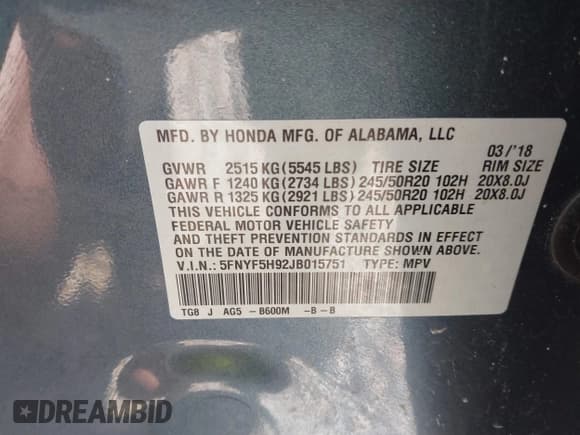 MFD. BY HONDA MFG. OF ALABAMA, LLC
03/'18
GVWR 2515 KG (5545 LBS) TIRE SIZE RIM SIZE
GAWR F 1240 KG (2734 LBS) 245/50R20 102H 20X8.0J
GAWR R 1325 KG (2921 LBS) 245/50R20 102H 20X8.0J
THIS VEHICLE CONFORMS TO ALL APPLICABLE
FEDERAL MOTOR VEHICLE SAFETY
AND THEFT PREVENTION STANDARDS IN EFFECT
ON THE DATE OF MANUFACTURE SHOWN ABOVE.
V.I.N.: 5FNYF5H92JB015751 TYPE: MPV
TG8 J AG5 - B600M -B - B
DREAMBID